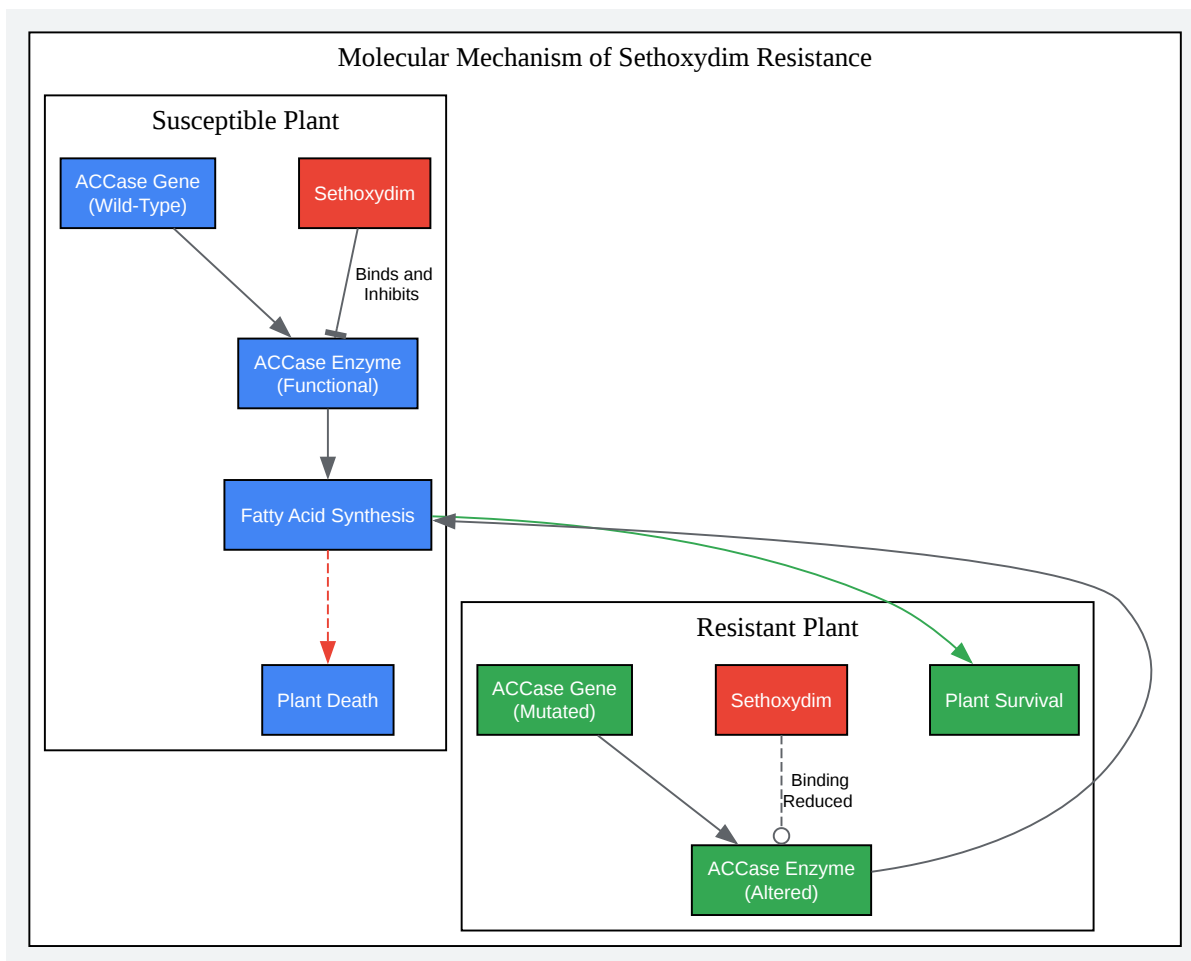 Molecular Mechanism of Sethoxydim Resistance
Susceptible Plant
ACCase Gene
(Wild-Type)
Sethoxydim
Binds and
Inhibits
ACCase Enzyme
(Functional)
Fatty Acid Synthesis
Plant Death
Resistant Plant
ACCase Gene
(Mutated)
Sethoxydim
Plant Survival
Binding
Reduced
ACCase Enzyme
(Altered)